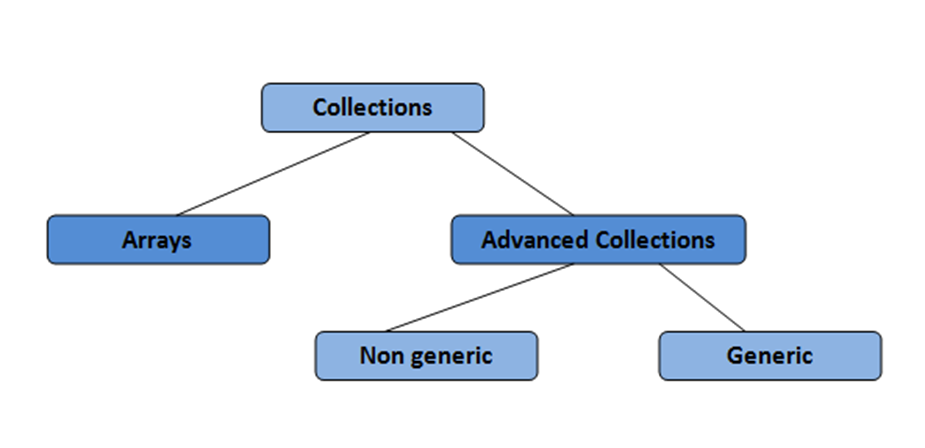 Collections
Arrays
Advanced Collections
Non generic
Generic